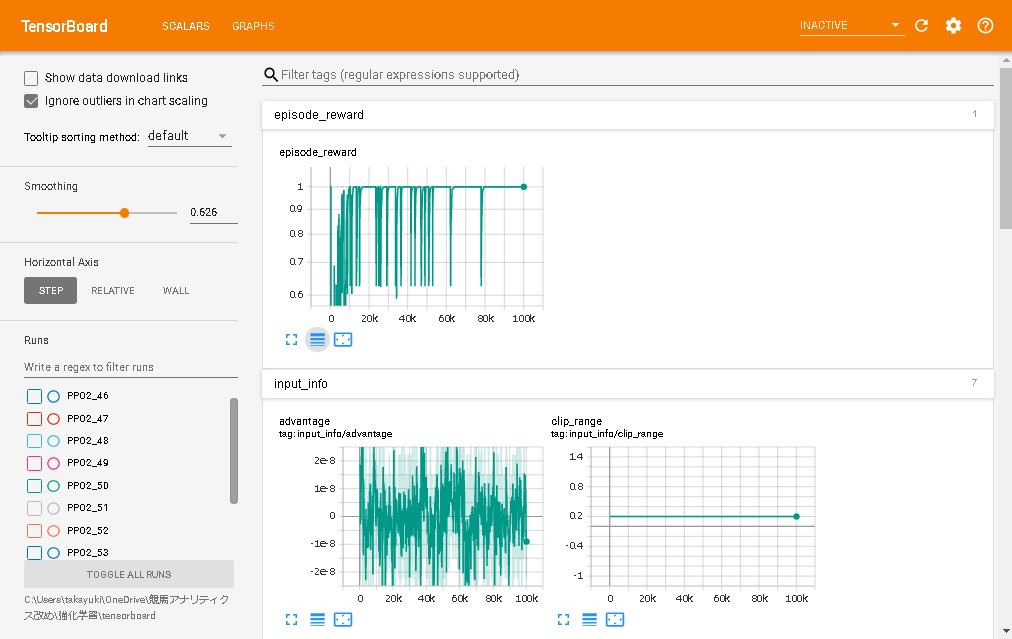 TensorBoard
SCALARS
GRAPHS
INACTIVE
Show data download links
Ignore outliers in chart scaling
Tooltip sorting method: default
Smoothing
0.626
Horizontal Axis
STEP
RELATIVE
WALL
Runs
Write a regex to filter runs
PPO2_46
PPO2_47
PPO2_48
PPO2_49
PPO2_50
PPO2_51
PPO2_52
PPO2_53
TOGGLE ALL RUNS
C:\Users\takayuki\OneDrive\競馬アナリティク
ス改め\強化学習\tensorboard
Filter tags (regular expressions supported)
episode_reward 1
episode_reward
1
0.9
0.8
0.7
0.6
0 20k 40k 60k 80k 100k
input_info 7
advantage
tag: input_info/advantage
2e-8
1e-8
0
-1e-8
-2e-8
0 20k 40k 60k 80k 100k
clip_range
tag: input_info/clip_range
1.4
0.8
0.2
-0.4
-1
0 20k 40k 60k 80k 100k